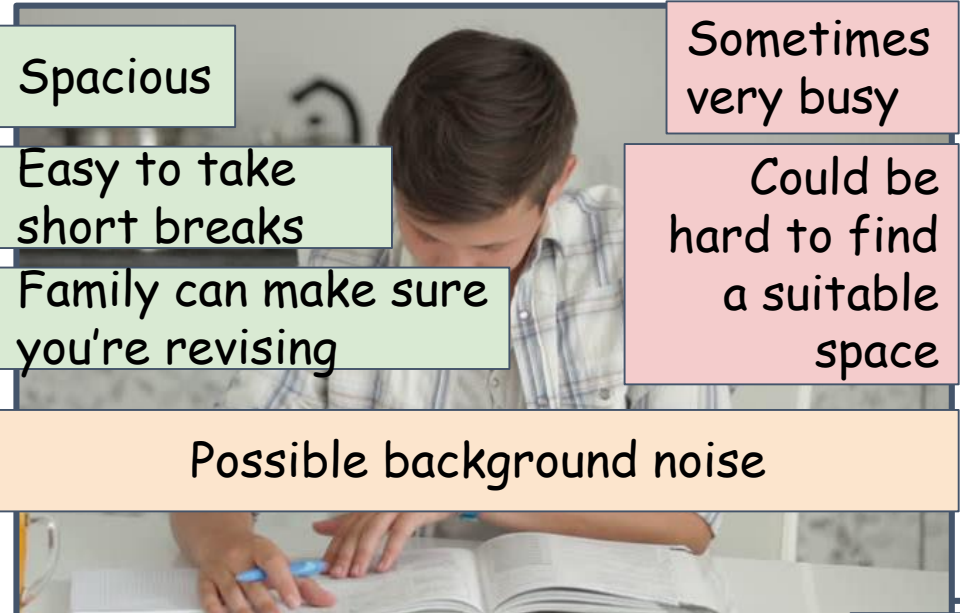 Spacious
Easy to take
short breaks
Family can make sure
you're revising
Sometimes
very busy
Could be
hard to find
a suitable
space
Possible background noise